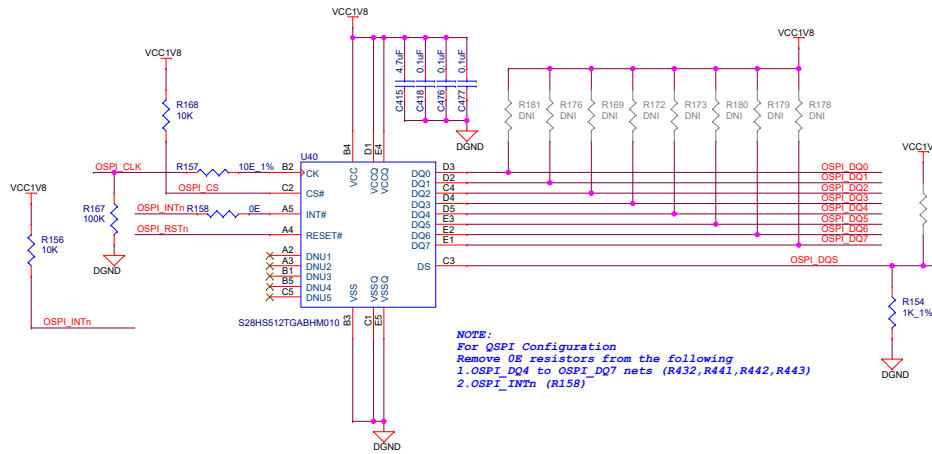 VCC1V8
VCC1V8
VCC1V8
VCC1V
4.7uF
0.1uF
0.1uF
0.1uF
C415
C418
C476
C477
DGND
R181
DNI
R176
DNI
R169
DNI
R172
DNI
R173
DNI
R180
DNI
R179
DNI
R178
DNI
R168
10K
U40
B4
D1
E4
OSPI_CLK
R157
10E_1%
B2
CK
VCC
VCCQ
VCCQ
DQ0
D3
OSPI_DQ0
DQ1
D2
OSPI_DQ1
OSPI_CS
C2
CS#
DQ2
C4
OSPI_DQ2
DQ3
D4
OSPI_DQ3
VCC1V8
R167
100K
OSPI_INTn
R158
0E
A5
INT#
DQ4
D5
OSPI_DQ4
DQ5
E3
OSPI_DQ5
OSPI_RSTn
A4
RESET#
DQ6
E2
OSPI_DQ6
DQ7
E1
OSPI_DQ7
R156
10K
DGND
A2
DNU1
A3
DNU2
B1
DNU3
B5
DNU4
C5
DNU5
DS
C3
OSPI_DQS
VSS
VSSQ
VSSQ
B3
C1
E5
R154
1K_1%
DGND
OSPI_INTn
S28HS512TGABHM010
NOTE:
For QSPI Configuration
Remove 0E resistors from the following
1.OSPI_DQ4 to OSPI_DQ7 nets (R432,R441,R442,R443)
2.OSPI_INTn (R158)
DGND